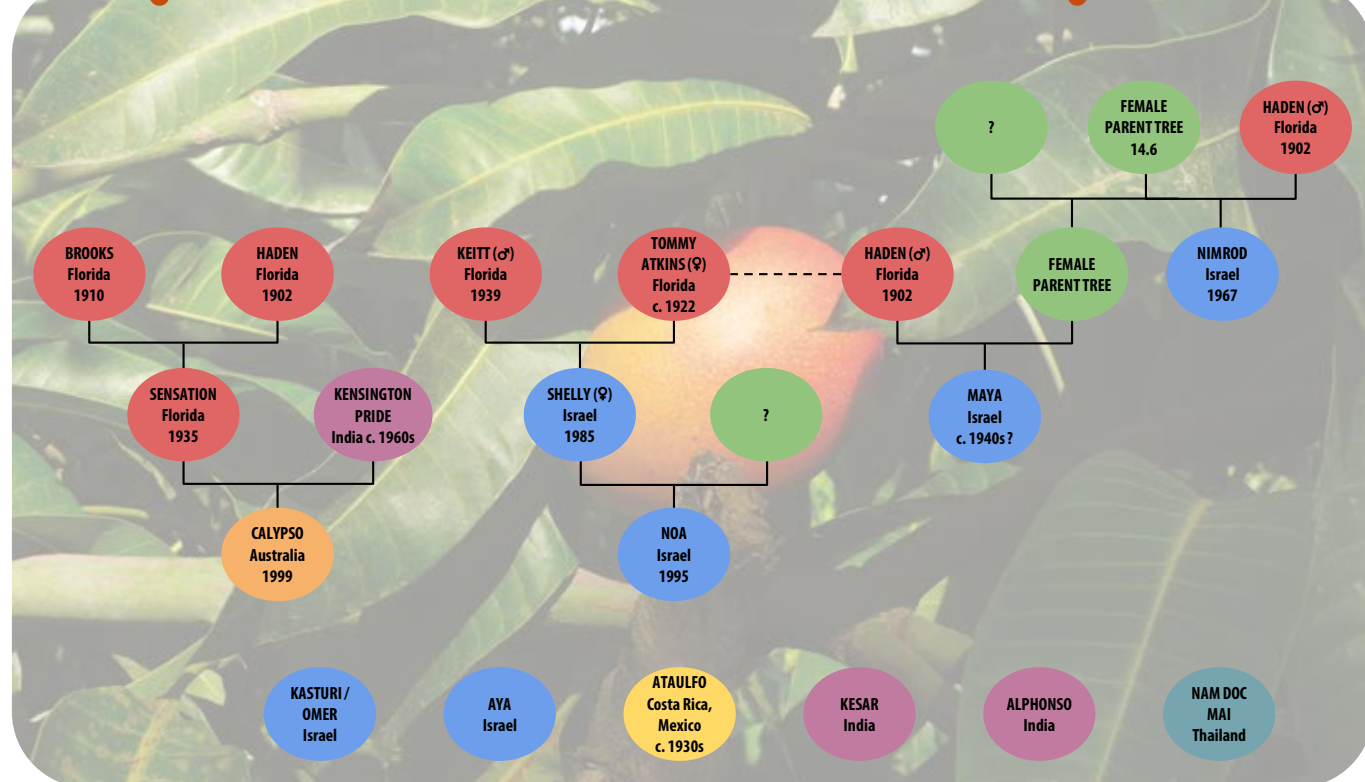 ?
FEMALE
PARENT TREE
14.6
HADEN (♂)
Florida
1902
BROOKS
Florida
1910
HADEN
Florida
1902
KEITT (♂)
Florida
1939
TOMMY
ATKINS (♀)
Florida
c. 1922
HADEN (♂)
Florida
1902
FEMALE
PARENT TREE
NIMROD
Israel
1967
SENSATION
Florida
1935
KENSINGTON
PRIDE
India c. 1960s
SHELLY (♀)
Israel
1985
?
MAYA
Israel
c. 1940s ?
CALYPSO
Australia
1999
NOA
Israel
1995
KASTURI /
OMER
Israel
AYA
Israel
ATAULFO
Costa Rica,
Mexico
c. 1930s
KESAR
India
ALPHONSO
India
NAM DOC
MAI
Thailand